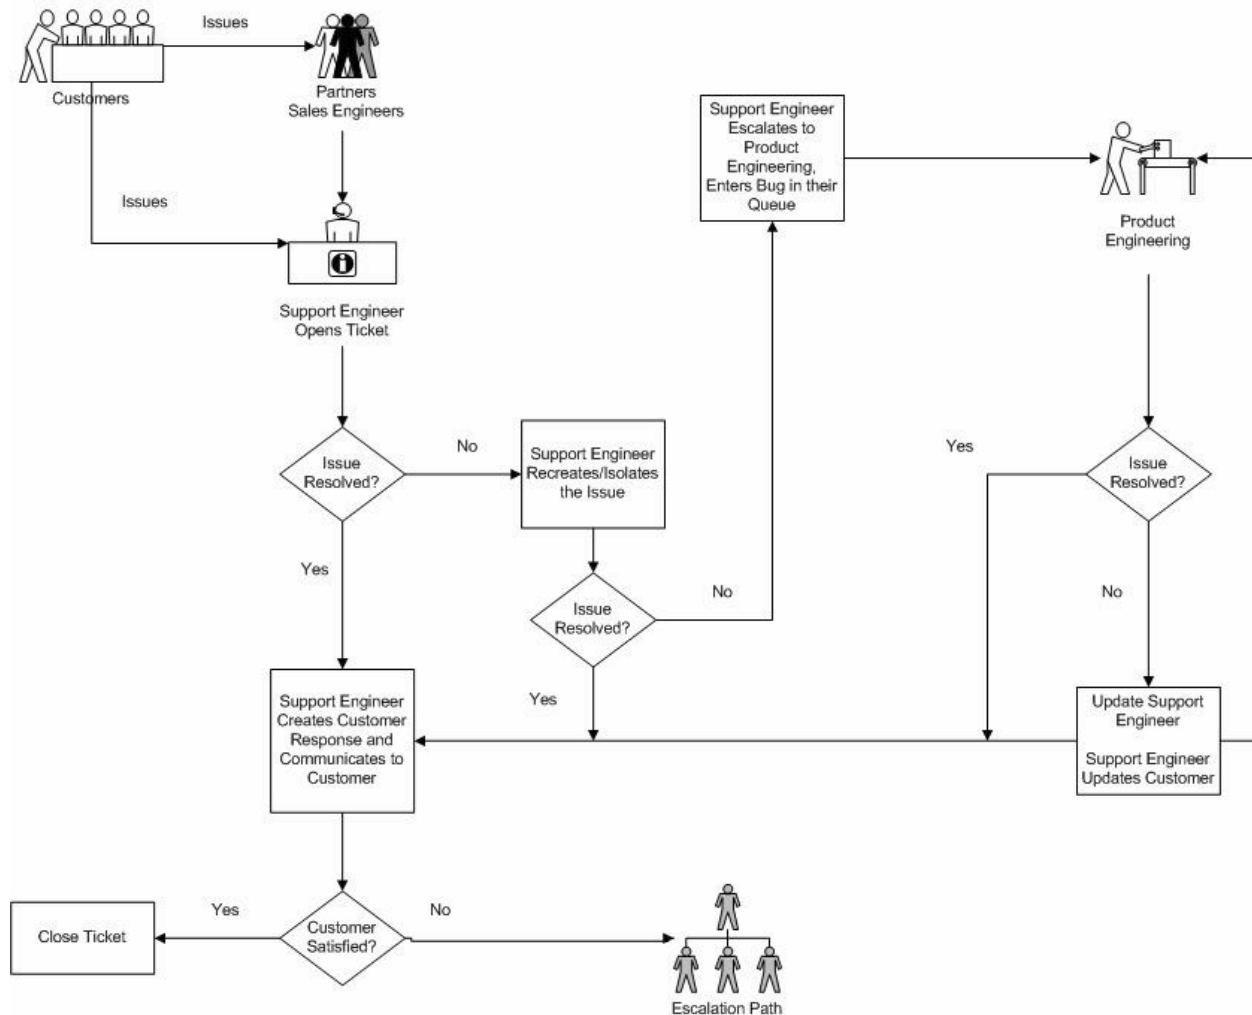 Issues
Customers
Partners
Sales Engineers
Issues
Support Engineer
Opens Ticket
Support Engineer
Escalates to
Product
Engineering,
Enters Bug in their
Queue
Product
Engineering
Issue
Resolved?
No
Support Engineer
Recreates/Isolates
the Issue
Yes
Issue
Resolved?
Yes
Issue
Resolved?
No
No
Yes
Support Engineer
Creates Customer
Response and
Communicates to
Customer
Update Support
Engineer
Support Engineer
Updates Customer
Close Ticket
Yes
Customer
Satisfied?
No
Escalation Path